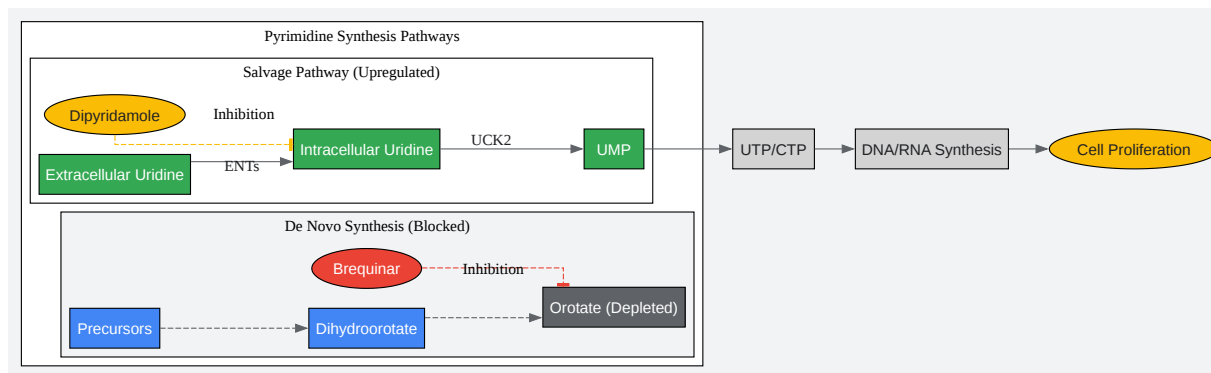 Pyrimidine Synthesis Pathways
Salvage Pathway (Upregulated)
Dipyridamole
Inhibition
Extracellular Uridine
ENTs
Intracellular Uridine
UCK2
UMP
UTP/CTP
DNA/RNA Synthesis
Cell Proliferation
De Novo Synthesis (Blocked)
Brequinar
Inhibition
Precursors
Dihydroorotate
Orotate (Depleted)